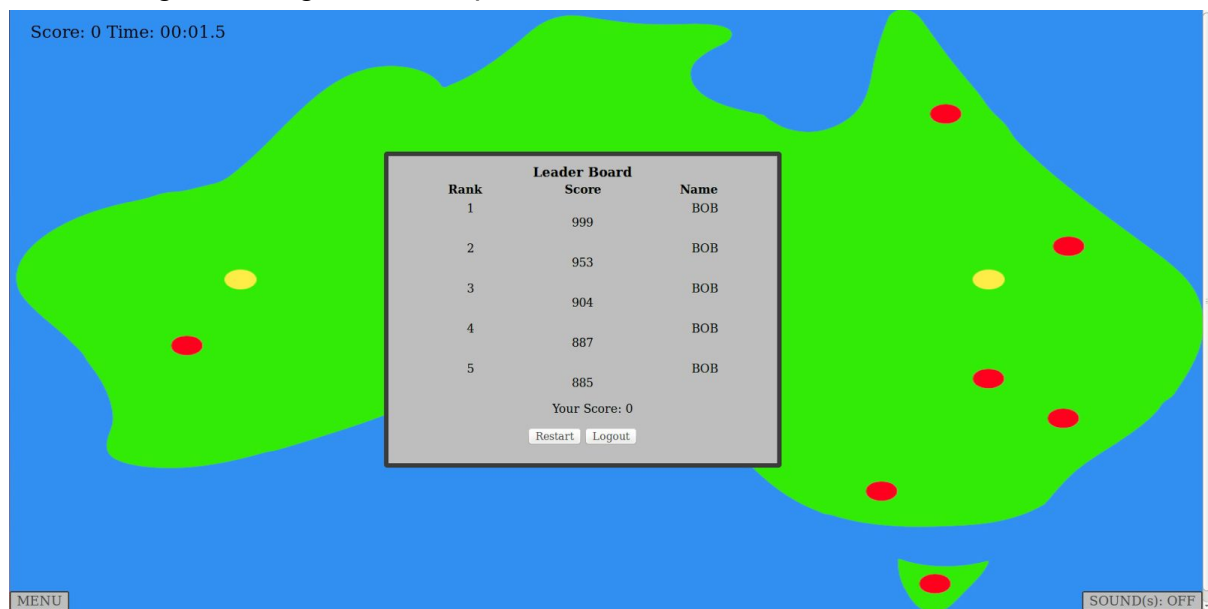 Score: 0 Time: 00:01.5
Leader Board
Rank Score Name
1 BOB
999
2 BOB
953
3 BOB
904
4 BOB
887
5 BOB
885
Your Score: 0
Restart Logout
MENU SOUND(s): OFF